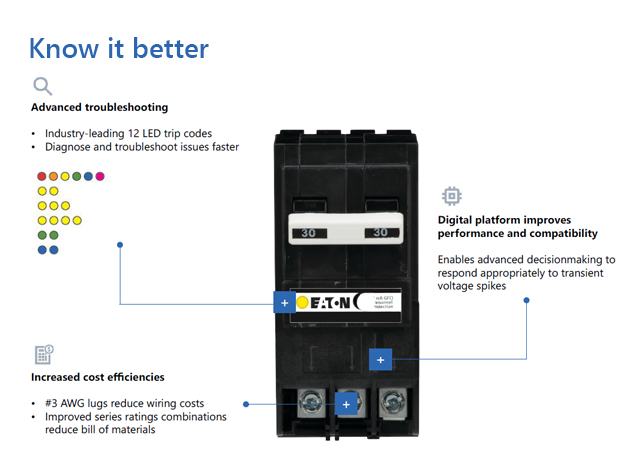 Know it better
Advanced troubleshooting
• Industry-leading 12 LED trip codes
• Diagnose and troubleshoot issues faster
Digital platform improves
performance and compatibility
Enables advanced decisionmaking to
respond appropriately to transient
voltage spikes
30 30
EATON
Increased cost efficiencies
• #3 AWG lugs reduce wiring costs
• Improved series ratings combinations
reduce bill of materials